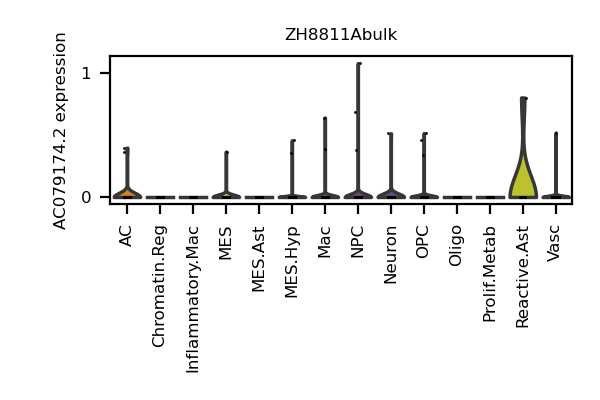 ZH8811Abulk
AC079174.2 expression
1
0
AC
Chromatin.Reg
Inflammatory.Mac
MES
MES.Ast
MES.Hyp
Mac
NPC
Neuron
OPC
Oligo
Prolif.Metab
Reactive.Ast
Vasc